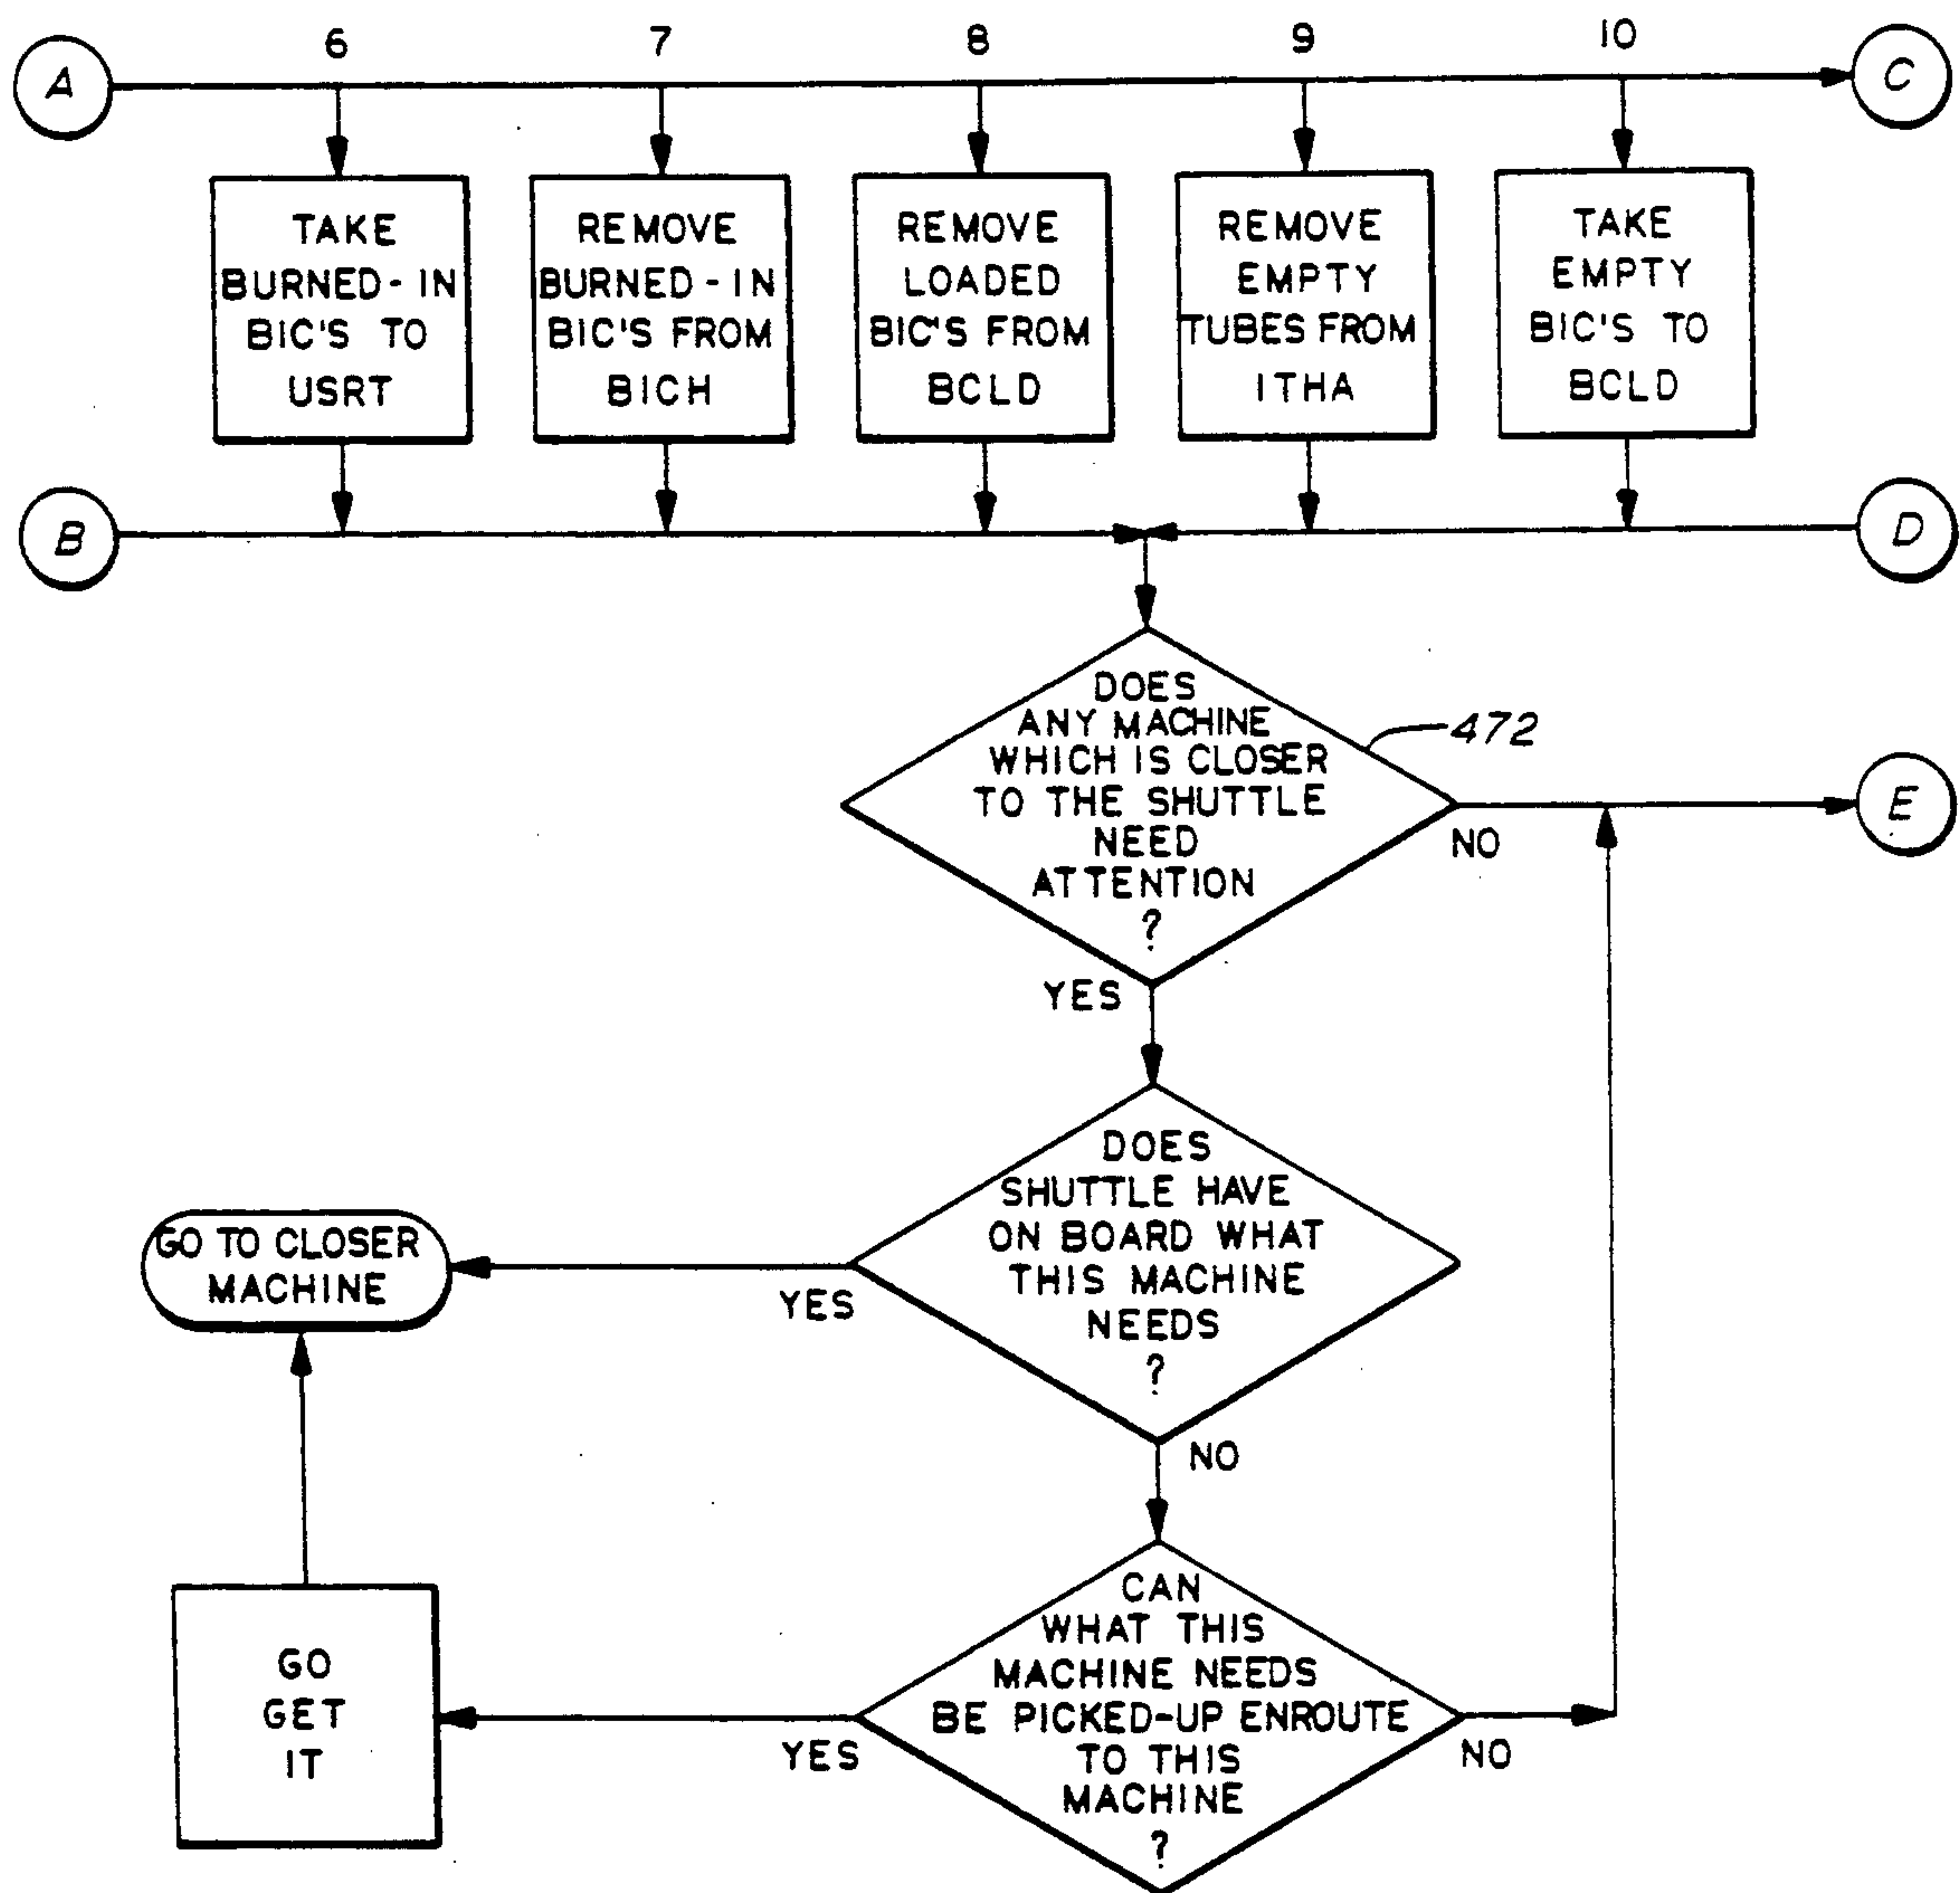 6
7
8
9
10
A
C
TAKE
BURNED-IN
BIC'S TO
USRT
REMOVE
BURNED-IN
BIC'S FROM
BICH
REMOVE
LOADED
BIC'S FROM
BCLD
REMOVE
EMPTY
TUBES FROM
ITHA
TAKE
EMPTY
BIC'S TO
BCLD
B
D
DOES
ANY MACHINE
WHICH IS CLOSER
TO THE SHUTTLE
NEED
ATTENTION
?
472
NO
E
YES
DOES
SHUTTLE HAVE
ON BOARD WHAT
THIS MACHINE
NEEDS
?
YES
GO TO CLOSER
MACHINE
NO
CAN
WHAT THIS
MACHINE NEEDS
BE PICKED-UP ENROUTE
TO THIS
MACHINE
?
YES
NO
GO
GET
IT